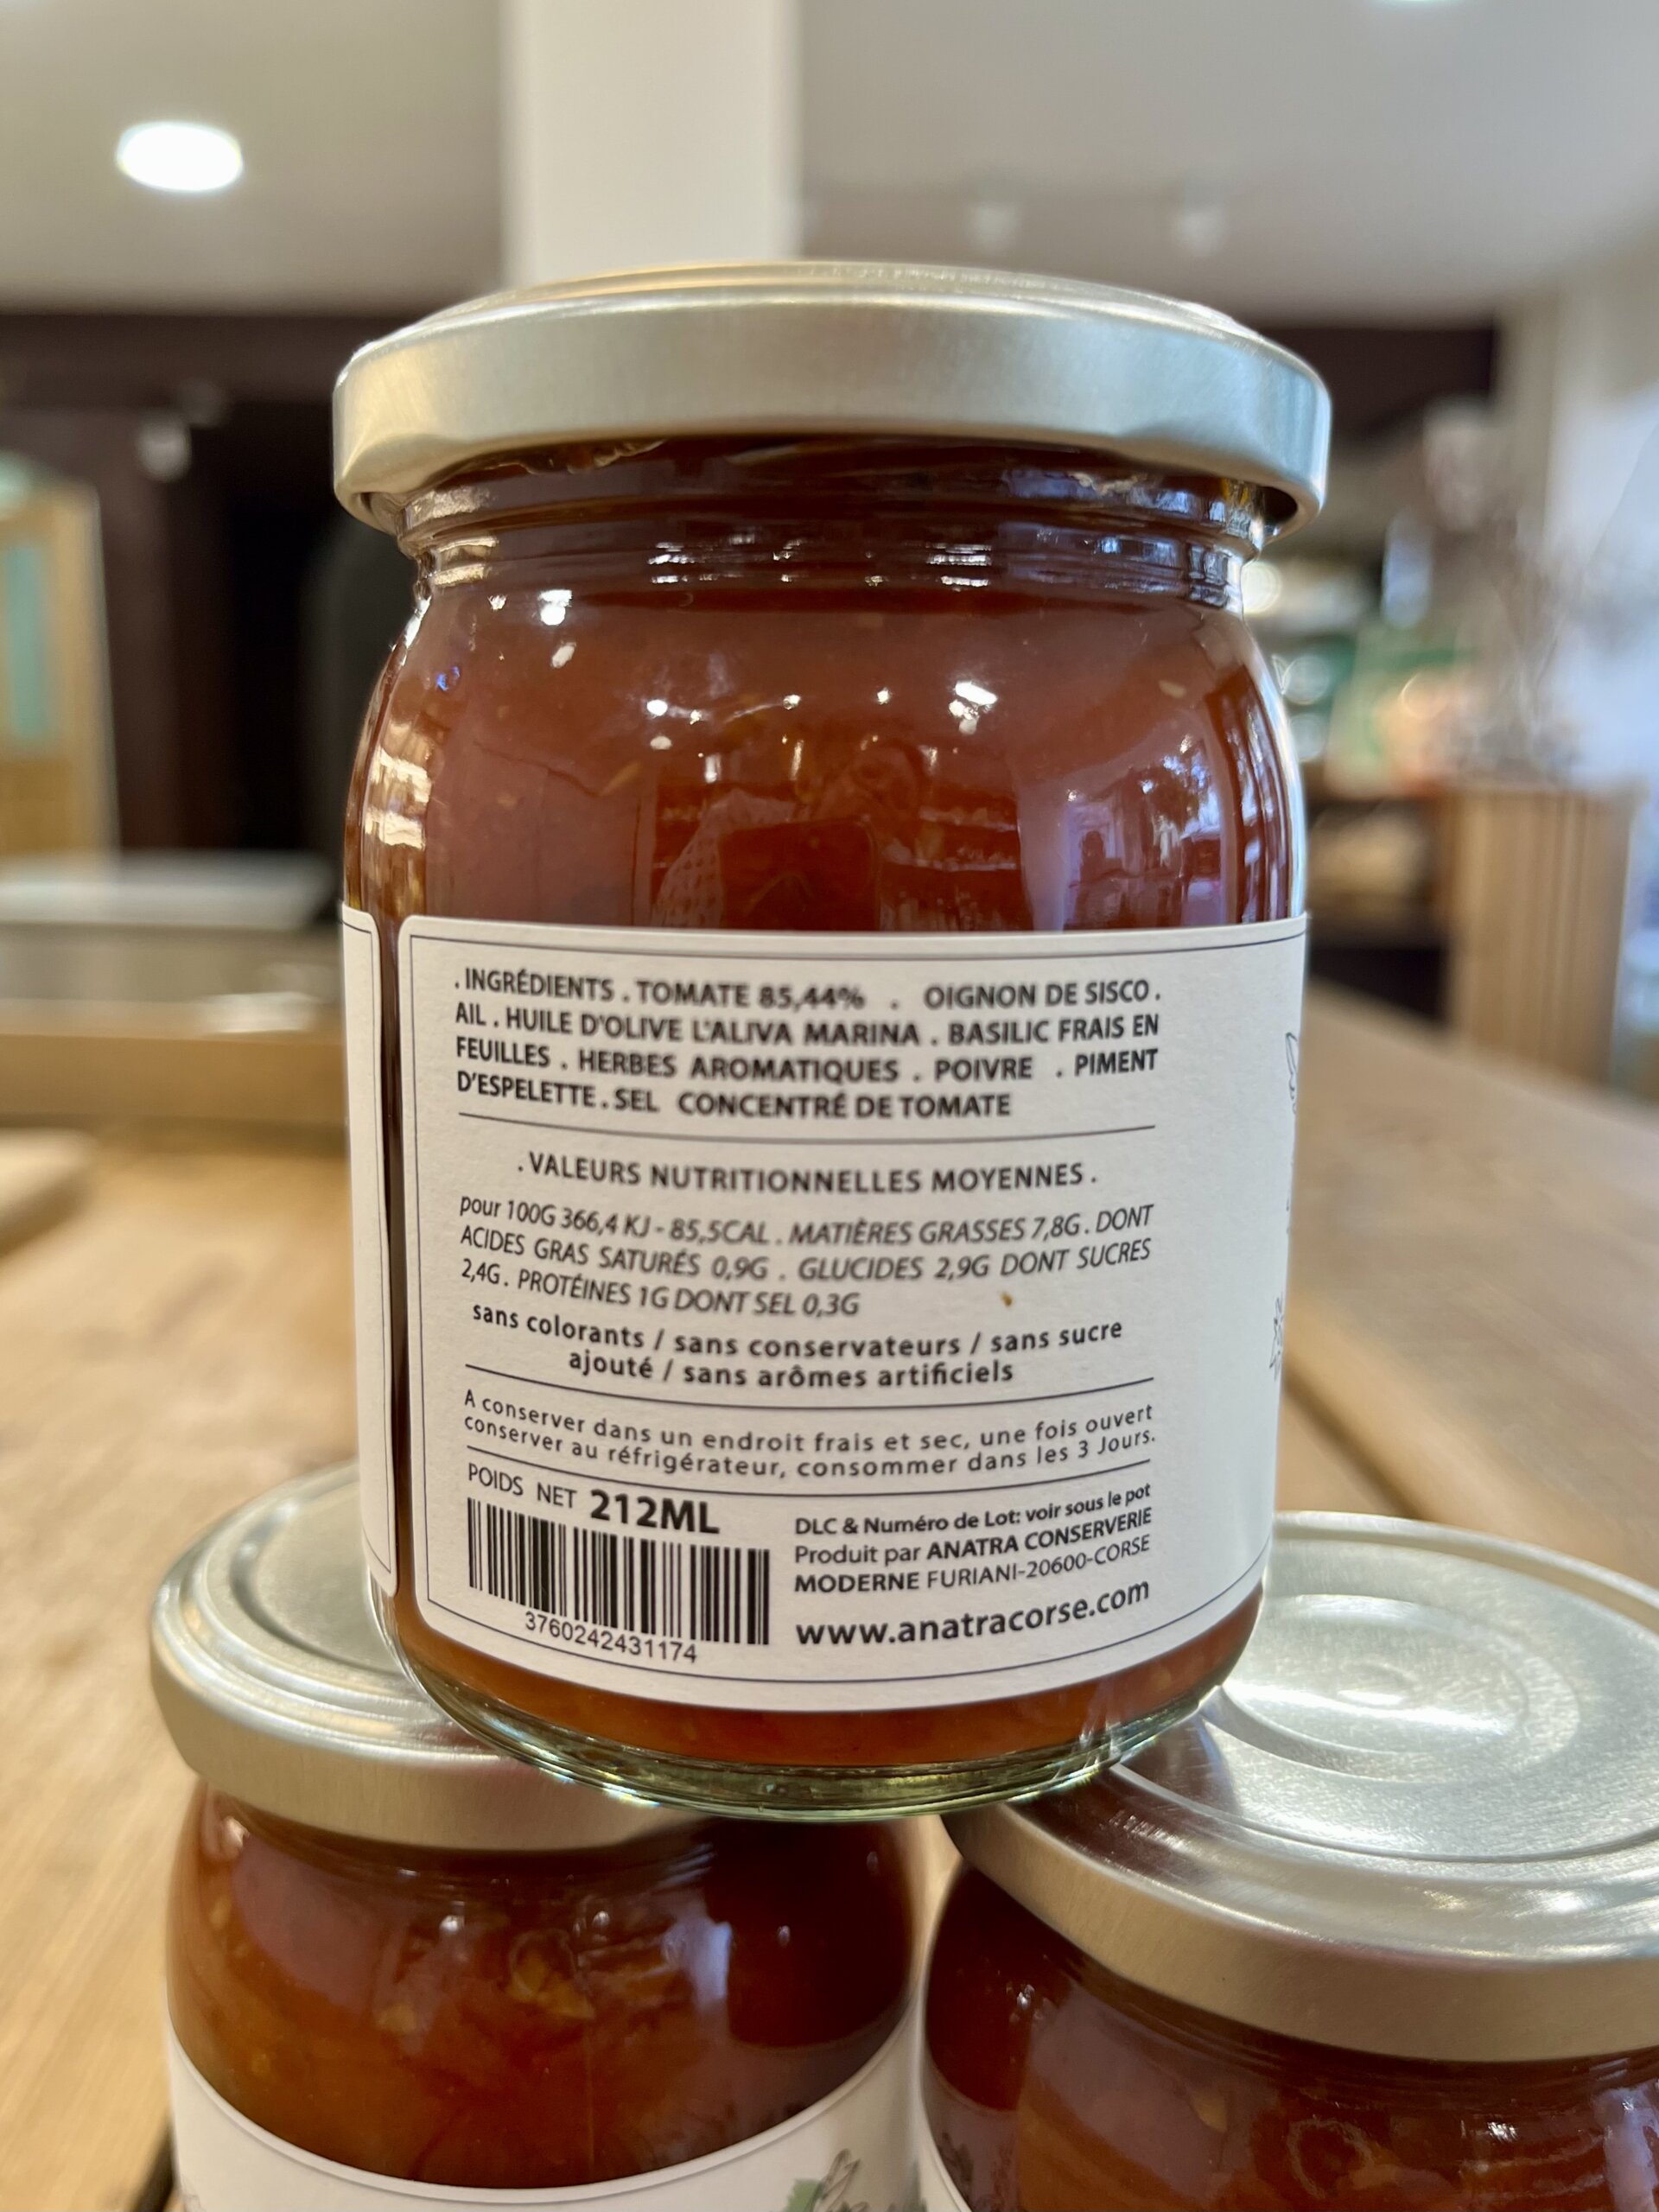 . INGRÉDIENTS . TOMATE 85,44% . OIGNON DE SISCO .
AIL . HUILE D'OLIVE L'ALIVA MARINA . BASILIC FRAIS EN
FEUILLES . HERBES AROMATIQUES . POIVRE . PIMENT
D'ESPELETTE . SEL CONCENTRÉ DE TOMATE
. VALEURS NUTRITIONNELLES MOYENNES .
pour 100G 366,4 KJ - 85,5CAL . MATIÈRES GRASSES 7,8G . DONT
ACIDES GRAS SATURÉS 0,9G . GLUCIDES 2,9G DONT SUCRES
2,4G . PROTÉINES 1G DONT SEL 0,3G
sans colorants / sans conservateurs / sans sucre
ajouté / sans arômes artificiels
A conserver dans un endroit frais et sec, une fois ouvert
conserver au réfrigérateur, consommer dans les 3 Jours.
POIDS NET 212ML
3760242431174
DLC & Numéro de Lot: voir sous le pot
Produit par ANATRA CONSERVERIE
MODERNE FURIANI-20600-CORSE
www.anatracorse.com